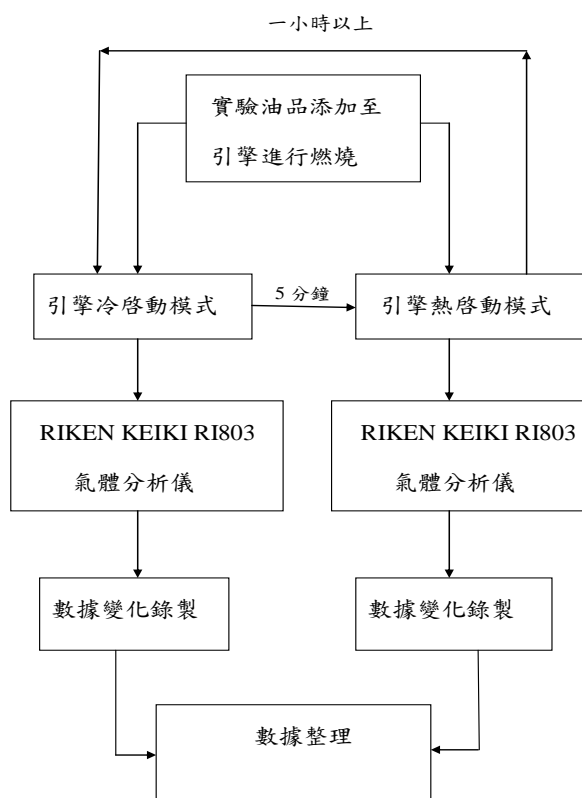 一小時以上
實驗油品添加至
引擎進行燃燒
引擎冷啓動模式
5 分鐘
引擎熱啓動模式
RIKEN KEIKI RI803
氣體分析儀
RIKEN KEIKI RI803
氣體分析儀
數據變化錄製
數據變化錄製
數據整理